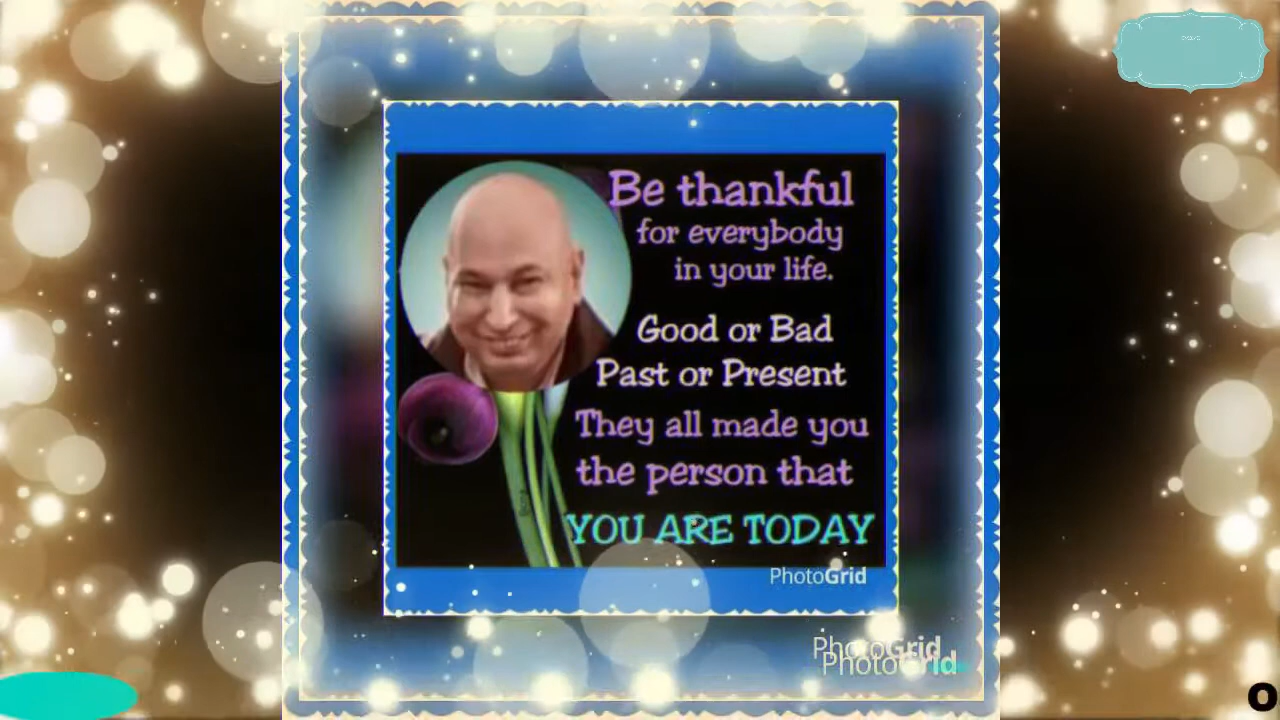 Be thankful
for everybody
in your life.
Good or Bad
Past or Present
They all made you
the person that
YOU ARE TODAY
PhotoGrid
PhotoGrid
PhotoGrid
O